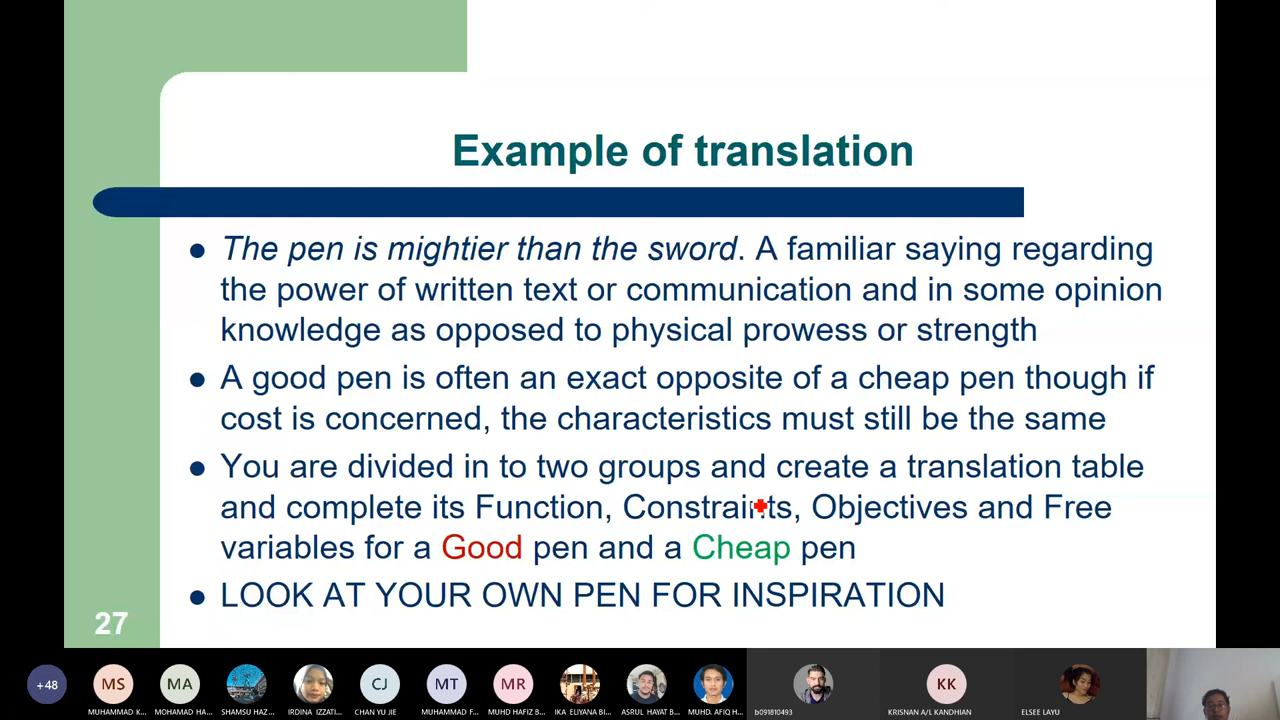 Example of translation
The pen is mightier than the sword. A familiar saying regarding
the power of written text or communication and in some opinion
knowledge as opposed to physical prowess or strength
A good pen is often an exact opposite of a cheap pen though if
cost is concerned, the characteristics must still be the same
You are divided in to two groups and create a translation table
and complete its Function, Constraints, Objectives and Free
variables for a Good pen and a Cheap pen
LOOK AT YOUR OWN PEN FOR INSPIRATION
27
+48
MS
MA
CJ
MT
MR
KK
MUHAMMAD K...
MOHAMAD HA...
SHAMSU HAZ...
IRDINA IZZATI...
CHAN YU JIE
MUHAMMAD F...
MUHD HAFIZ B...
IKA ELIYANA BI...
ASRUL HAYAT B...
MUHD. AFIQ H...
b091810493
KRISNAN A/L KANDHIAN
ELSEE LAYU